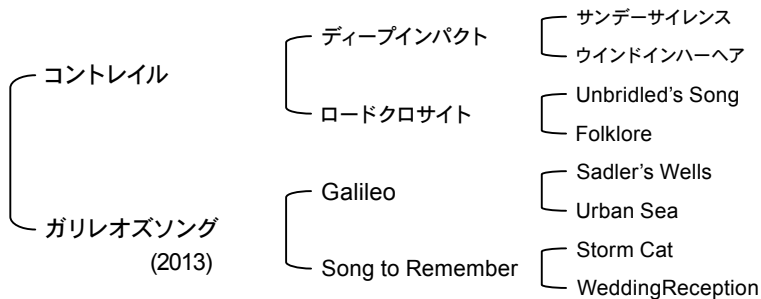 コントレイル
ディープインパクト
サンデーサイレンス
ウインドインハーヘア
ロードクロサイト
Unbridled's Song
Folklore
ガリレオズソング
(2013)
Galileo
Sadler's Wells
Urban Sea
Song to Remember
Storm Cat
WeddingReception